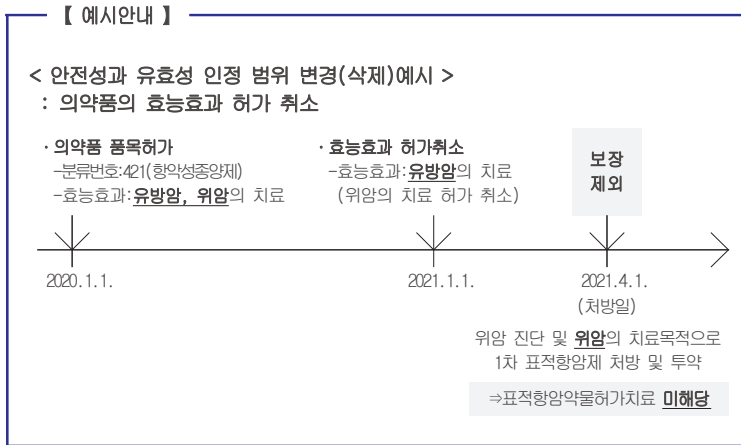 【 예시안내 】
< 안전성과 유효성 인정 범위 변경(삭제)예시 >
: 의약품의 효능효과 허가 취소
· 의약품 품목허가
-분류번호:421(항악성종양제)
-효능효과:유방암, 위암의 치료
· 효능효과 허가취소
-효능효과:유방암의 치료
(위암의 치료 허가 취소)
보장
제외
2020.1.1.
2021.1.1.
2021.4.1.
(처방일)
위암 진단 및 위암의 치료목적으로
1차 표적항암제 처방 및 투약
⇒표적항암약물허가치료 미해당